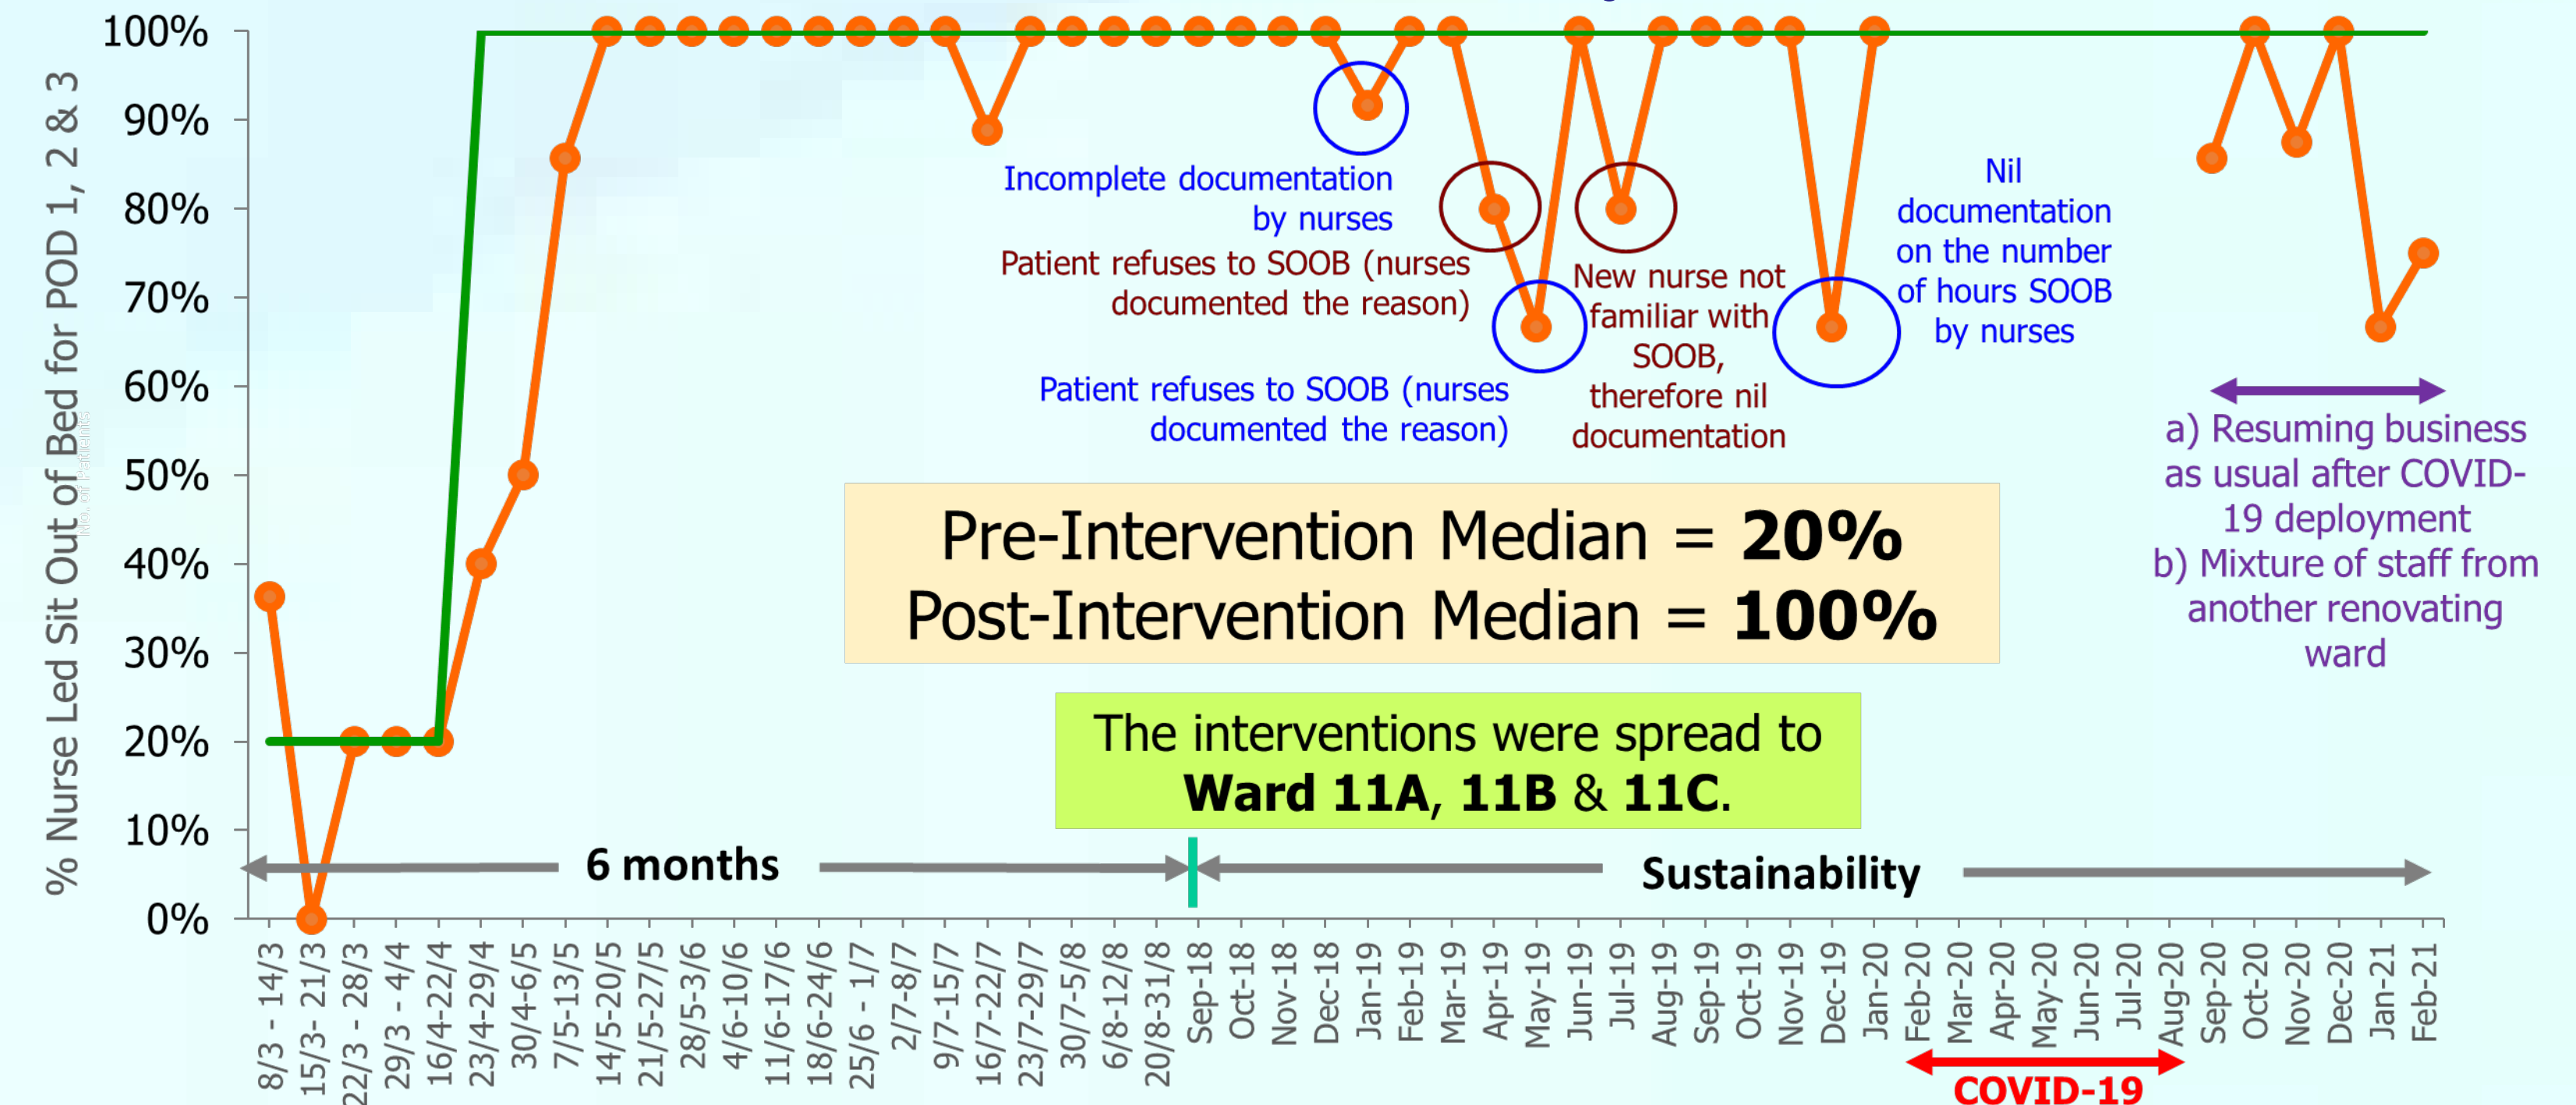 % Nurse Led Sit Out of Bed for POD 1, 2 & 3
100%
90%
80%
70%
60%
50%
40%
30%
20%
10%
0%
Incomplete documentation
by nurses
Patient refuses to SOOB (nurses
documented the reason)
Patient refuses to SOOB (nurses
documented the reason)
New nurse not
familiar with
SOOB,
therefore nil
documentation
Nil
documentation
on the number
of hours SOOB
by nurses
a) Resuming business
as usual after COVID-
19 deployment
b) Mixture of staff from
another renovating
ward
Pre-Intervention Median = 20%
Post-Intervention Median = 100%
The interventions were spread to
Ward 11A, 11B & 11C.
6 months
Sustainability
8/3 - 14/3
15/3- 21/3
22/3 - 28/3
29/3 - 4/4
16/4-22/4
23/4-29/4
30/4-6/5
7/5-13/5
14/5-20/5
21/5-27/5
28/5-3/6
4/6-10/6
11/6-17/6
18/6-24/6
25/6 - 1/7
2/7-8/7
9/7-15/7
16/7-22/7
23/7-29/7
30/7-5/8
6/8-12/8
20/8-31/8
Sep-18
Oct-18
Nov-18
Dec-18
Jan-19
Feb-19
Mar-19
Apr-19
May-19
Jun-19
Jul-19
Aug-19
Sep-19
Oct-19
Nov-19
Dec-19
Jan-20
Feb-20
Mar-20
Apr-20
May-20
Jun-20
Jul-20
Aug-20
Sep-20
Oct-20
Nov-20
Dec-20
Jan-21
Feb-21
COVID-19